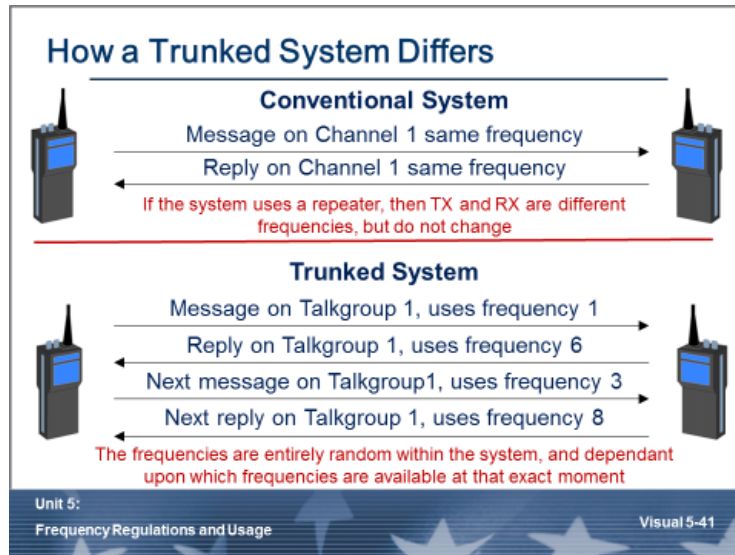 How a Trunked System Differs
Conventional System
Message on Channel 1 same frequency
Reply on Channel 1 same frequency
If the system uses a repeater, then TX and RX are different
frequencies, but do not change
Trunked System
Message on Talkgroup 1, uses frequency 1
Reply on Talkgroup 1, uses frequency 6
Next message on Talkgroup1, uses frequency 3
Next reply on Talkgroup 1, uses frequency 8
The frequencies are entirely random within the system, and dependant
upon which frequencies are available at that exact moment
Unit 5:
Frequency Regulations and Usage
Visual 5-41